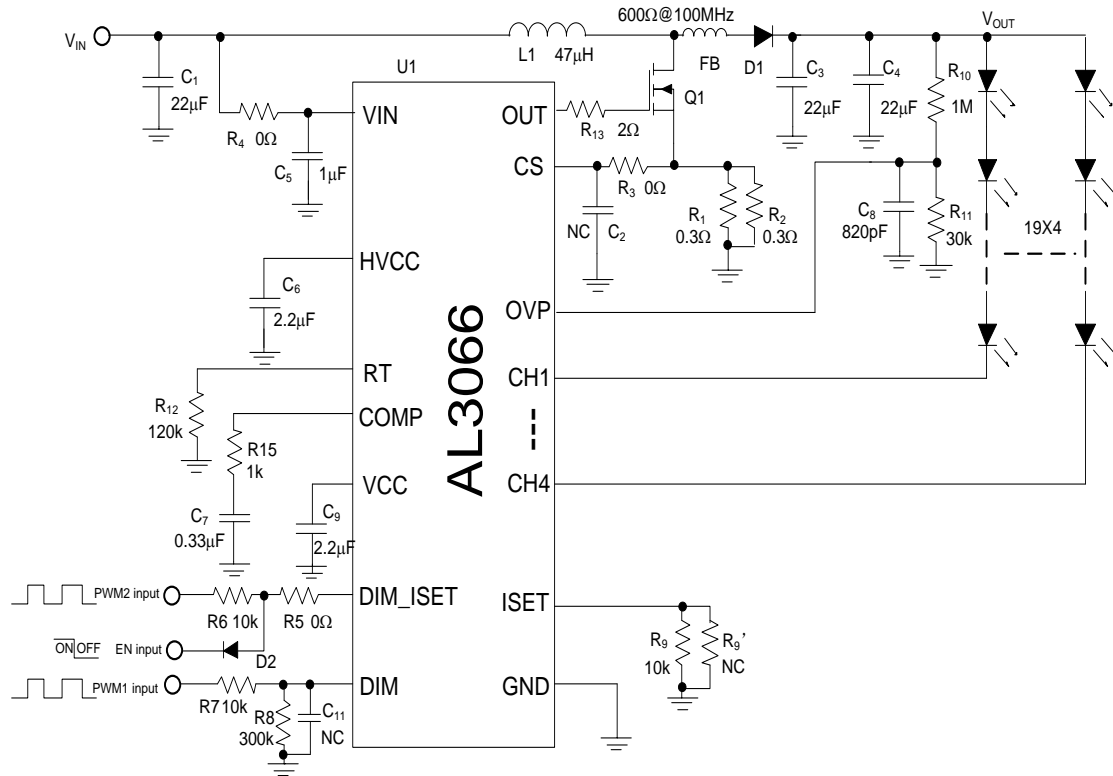 600Ω@100MHz
VIN
VOUT
L1 47μH
FB
D1
C1
22μF
U1
C3
22μF
C4
22μF
R10
1M
Q1
VIN
OUT
R13 2Ω
R4 0Ω
C5
1μF
CS
R3 0Ω
NC C2
R1
0.3Ω
R2
0.3Ω
C8
820pF
R11
30k
19X4
HVCC
C6
2.2μF
OVP
AL3066
RT
CH1
R12
120k
COMP
R15
1k
VCC
CH4
C7
0.33μF
C9
2.2μF
PWM2 input
R6 10k
R5 0Ω
DIM_ISET
ISET
ON OFF EN input
D2
R9
10k
R9'
NC
PWM1 input
R7 10k
DIM
GND
R8
300k
C11
NC